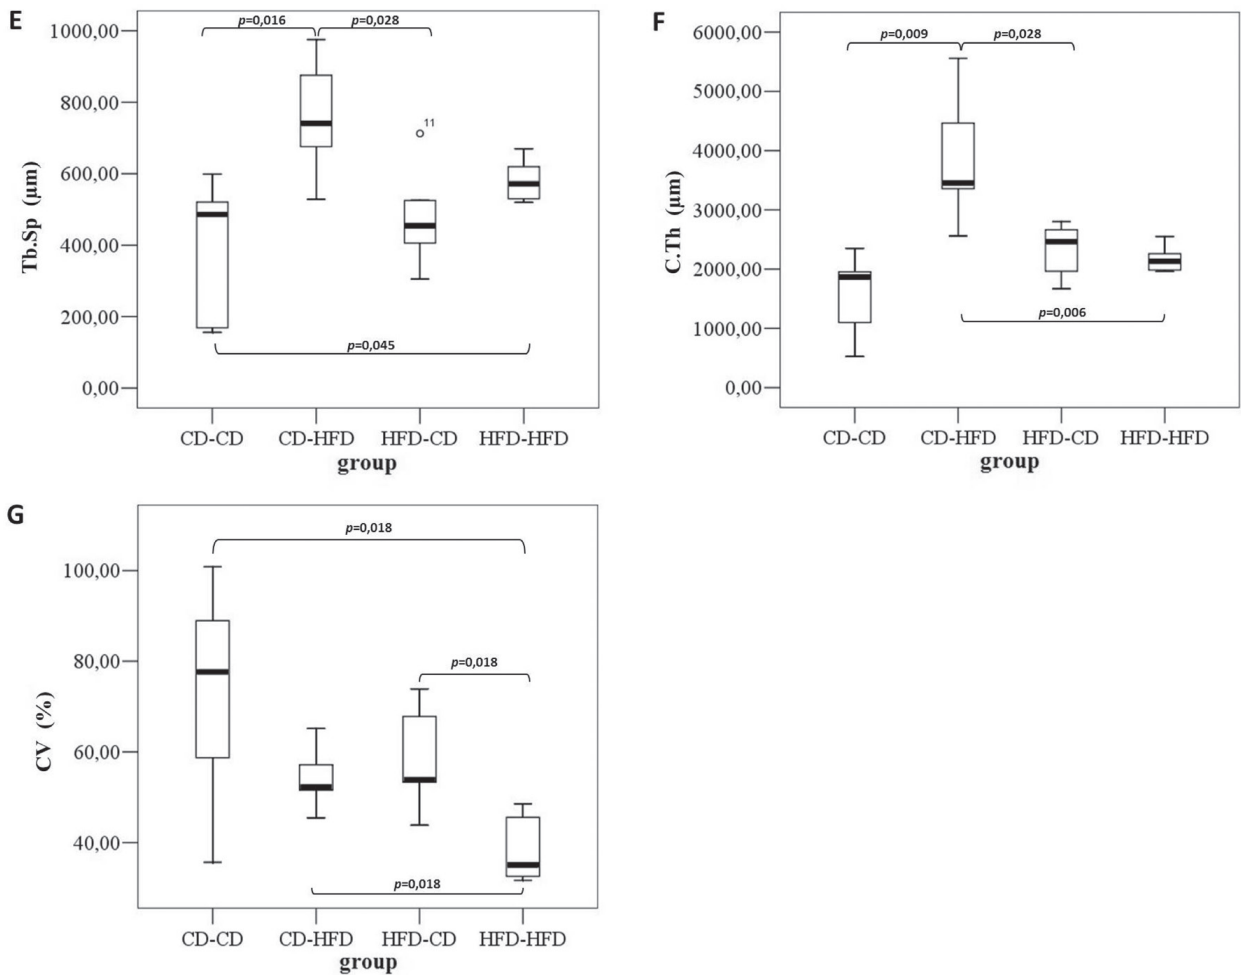 E
p=0,016
p=0,028
1000,00
800,00
600,00
400,00
200,00
0,00
Tb.Sp (µm)
11
p=0,045
CD-CD CD-HFD HFD-CD HFD-HFD
group
F
p=0,009
p=0,028
6000,00
5000,00
4000,00
3000,00
2000,00
1000,00
0,00
C.Th (µm)
p=0,006
CD-CD CD-HFD HFD-CD HFD-HFD
group
G
p=0,018
100,00
80,00
60,00
40,00
CV (%)
p=0,018
p=0,018
CD-CD CD-HFD HFD-CD HFD-HFD
group